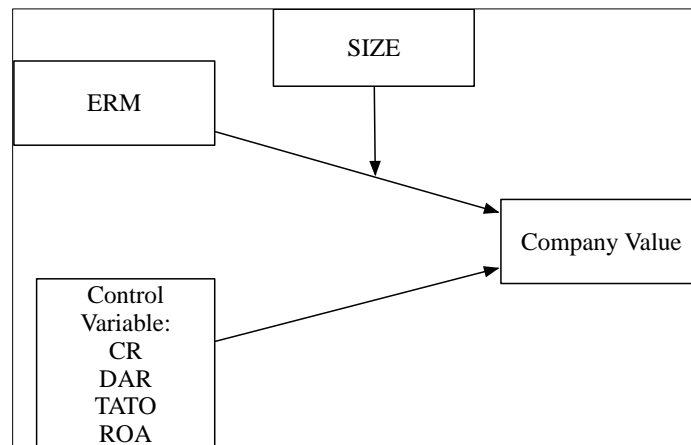 SIZE
ERM
Company Value
Control
Variable:
CR
DAR
TATO
ROA